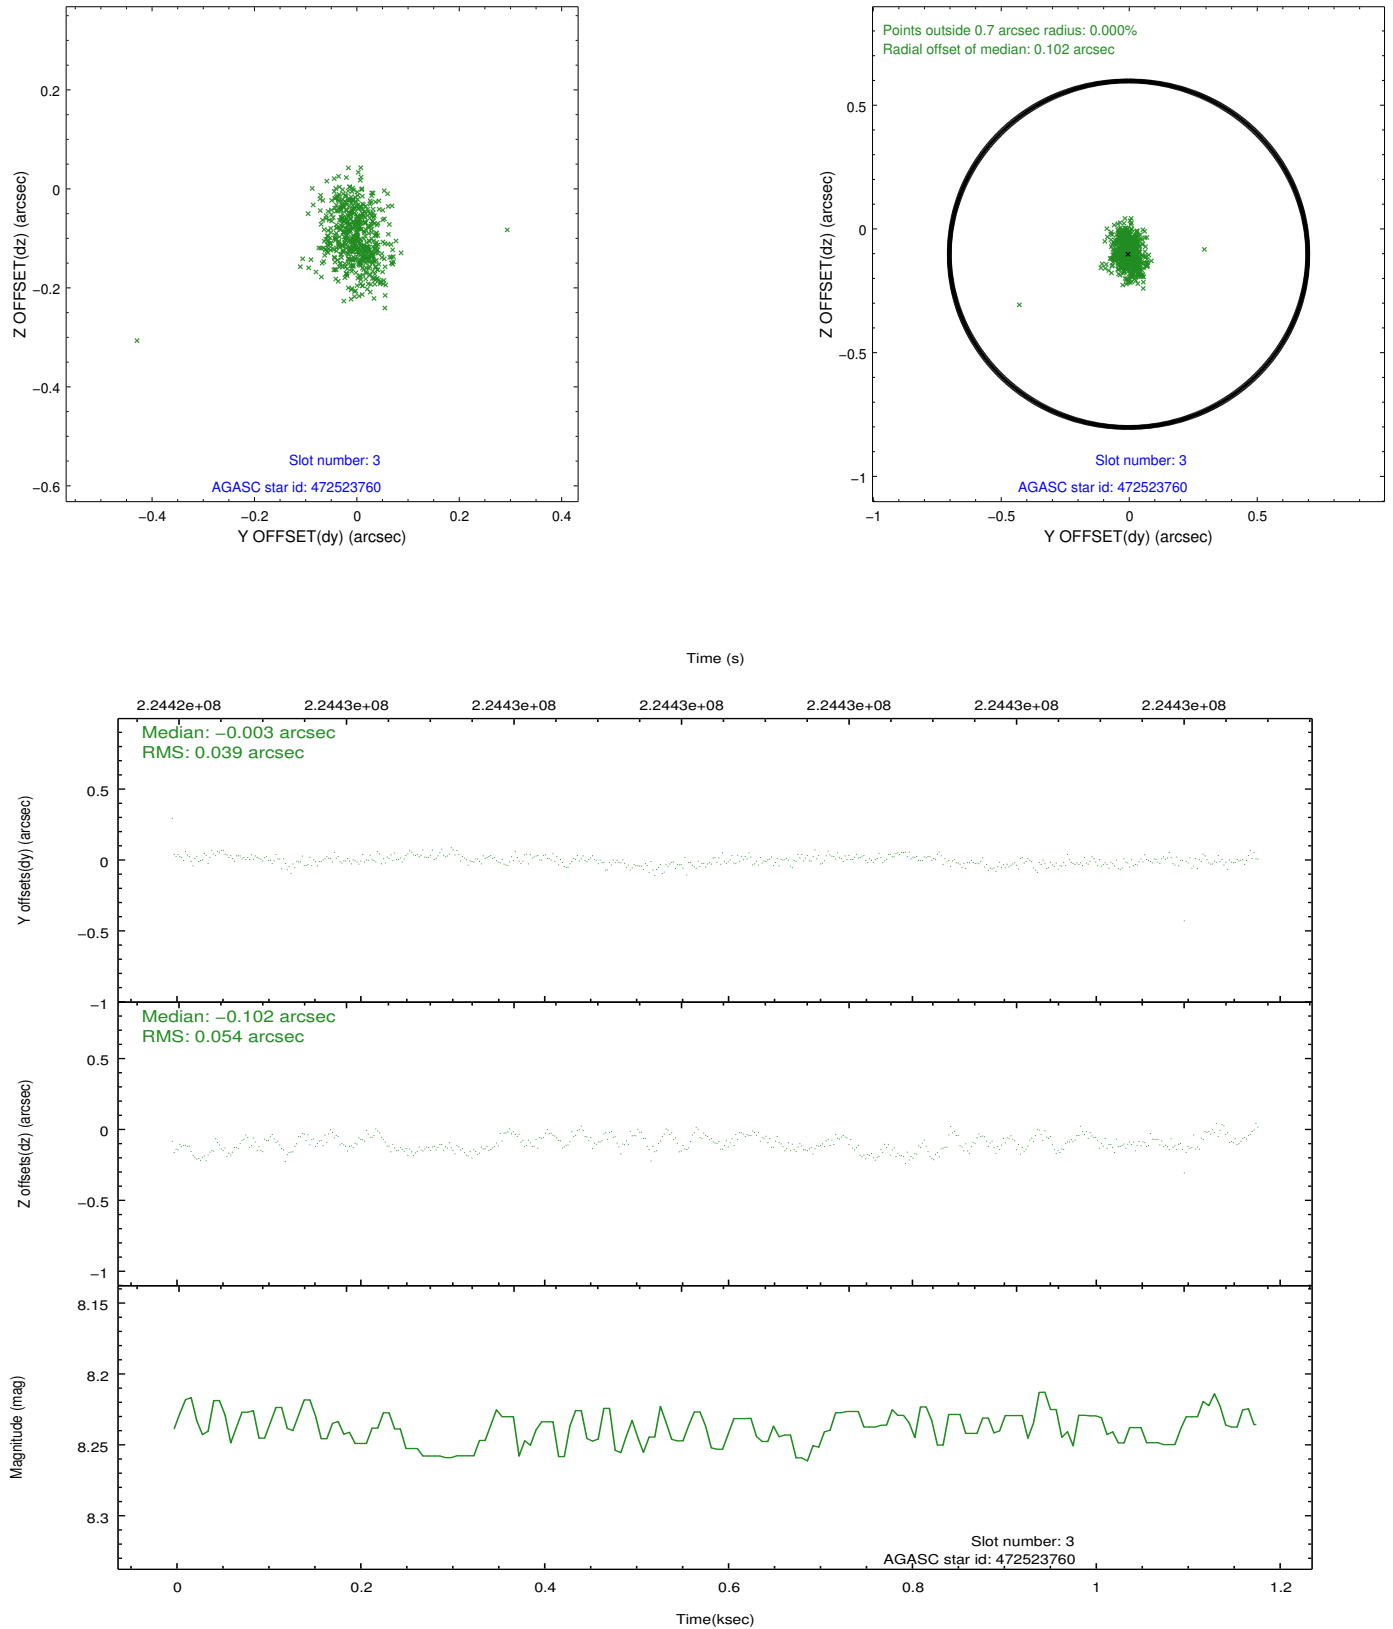 0.2
0
−0.2
−0.4
−0.6
Z OFFSET(dz) (arcsec)
Slot number: 3
AGASC star id: 472523760
−0.4
−0.2
0
0.2
0.4
Y OFFSET(dy) (arcsec)
Points outside 0.7 arcsec radius: 0.000%
Radial offset of median: 0.102 arcsec
0.5
0
−0.5
−1
Z OFFSET(dz) (arcsec)
Slot number: 3
AGASC star id: 472523760
−1
−0.5
0
0.5
Y OFFSET(dy) (arcsec)
Time (s)
2.2442e+08
2.2443e+08
2.2443e+08
2.2443e+08
2.2443e+08
2.2443e+08
2.2443e+08
Median: −0.003 arcsec
RMS: 0.039 arcsec
0.5
0
−0.5
−1
Y offsets(dy) (arcsec)
Median: −0.102 arcsec
RMS: 0.054 arcsec
0.5
0
−0.5
−1
Z offsets(dz) (arcsec)
8.15
8.2
8.25
8.3
Magnitude (mag)
Slot number: 3
AGASC star id: 472523760
0
0.2
0.4
0.6
0.8
1
1.2
Time(ksec)